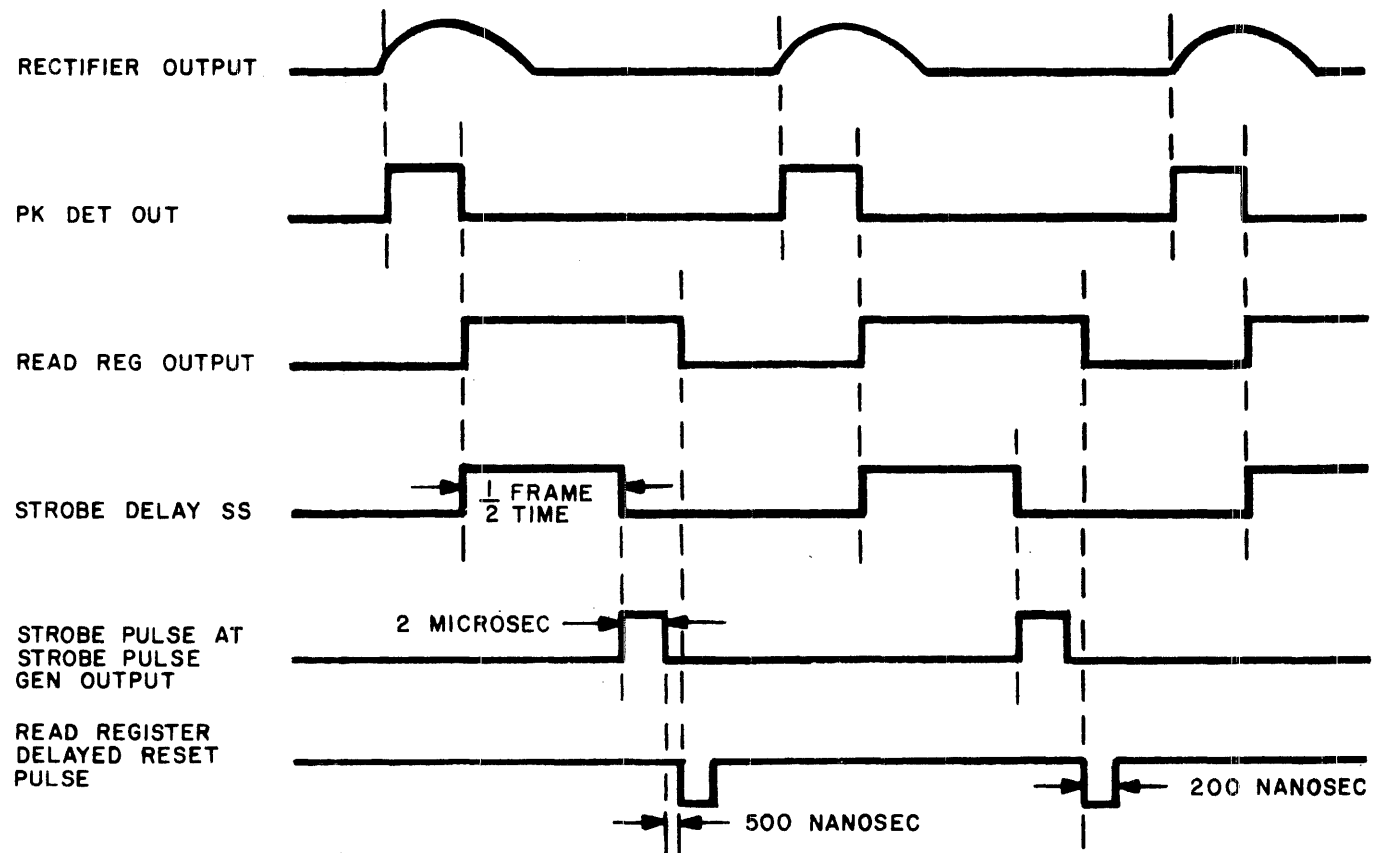 RECTIFIER OUTPUT
PK DET OUT
READ REG OUTPUT
STROBE DELAY SS
1/2 FRAME
TIME
2 MICROSEC
STROBE PULSE AT
STROBE PULSE
GEN OUTPUT
READ REGISTER
DELAYED RESET
PULSE
200 NANOSEC
500 NANOSEC